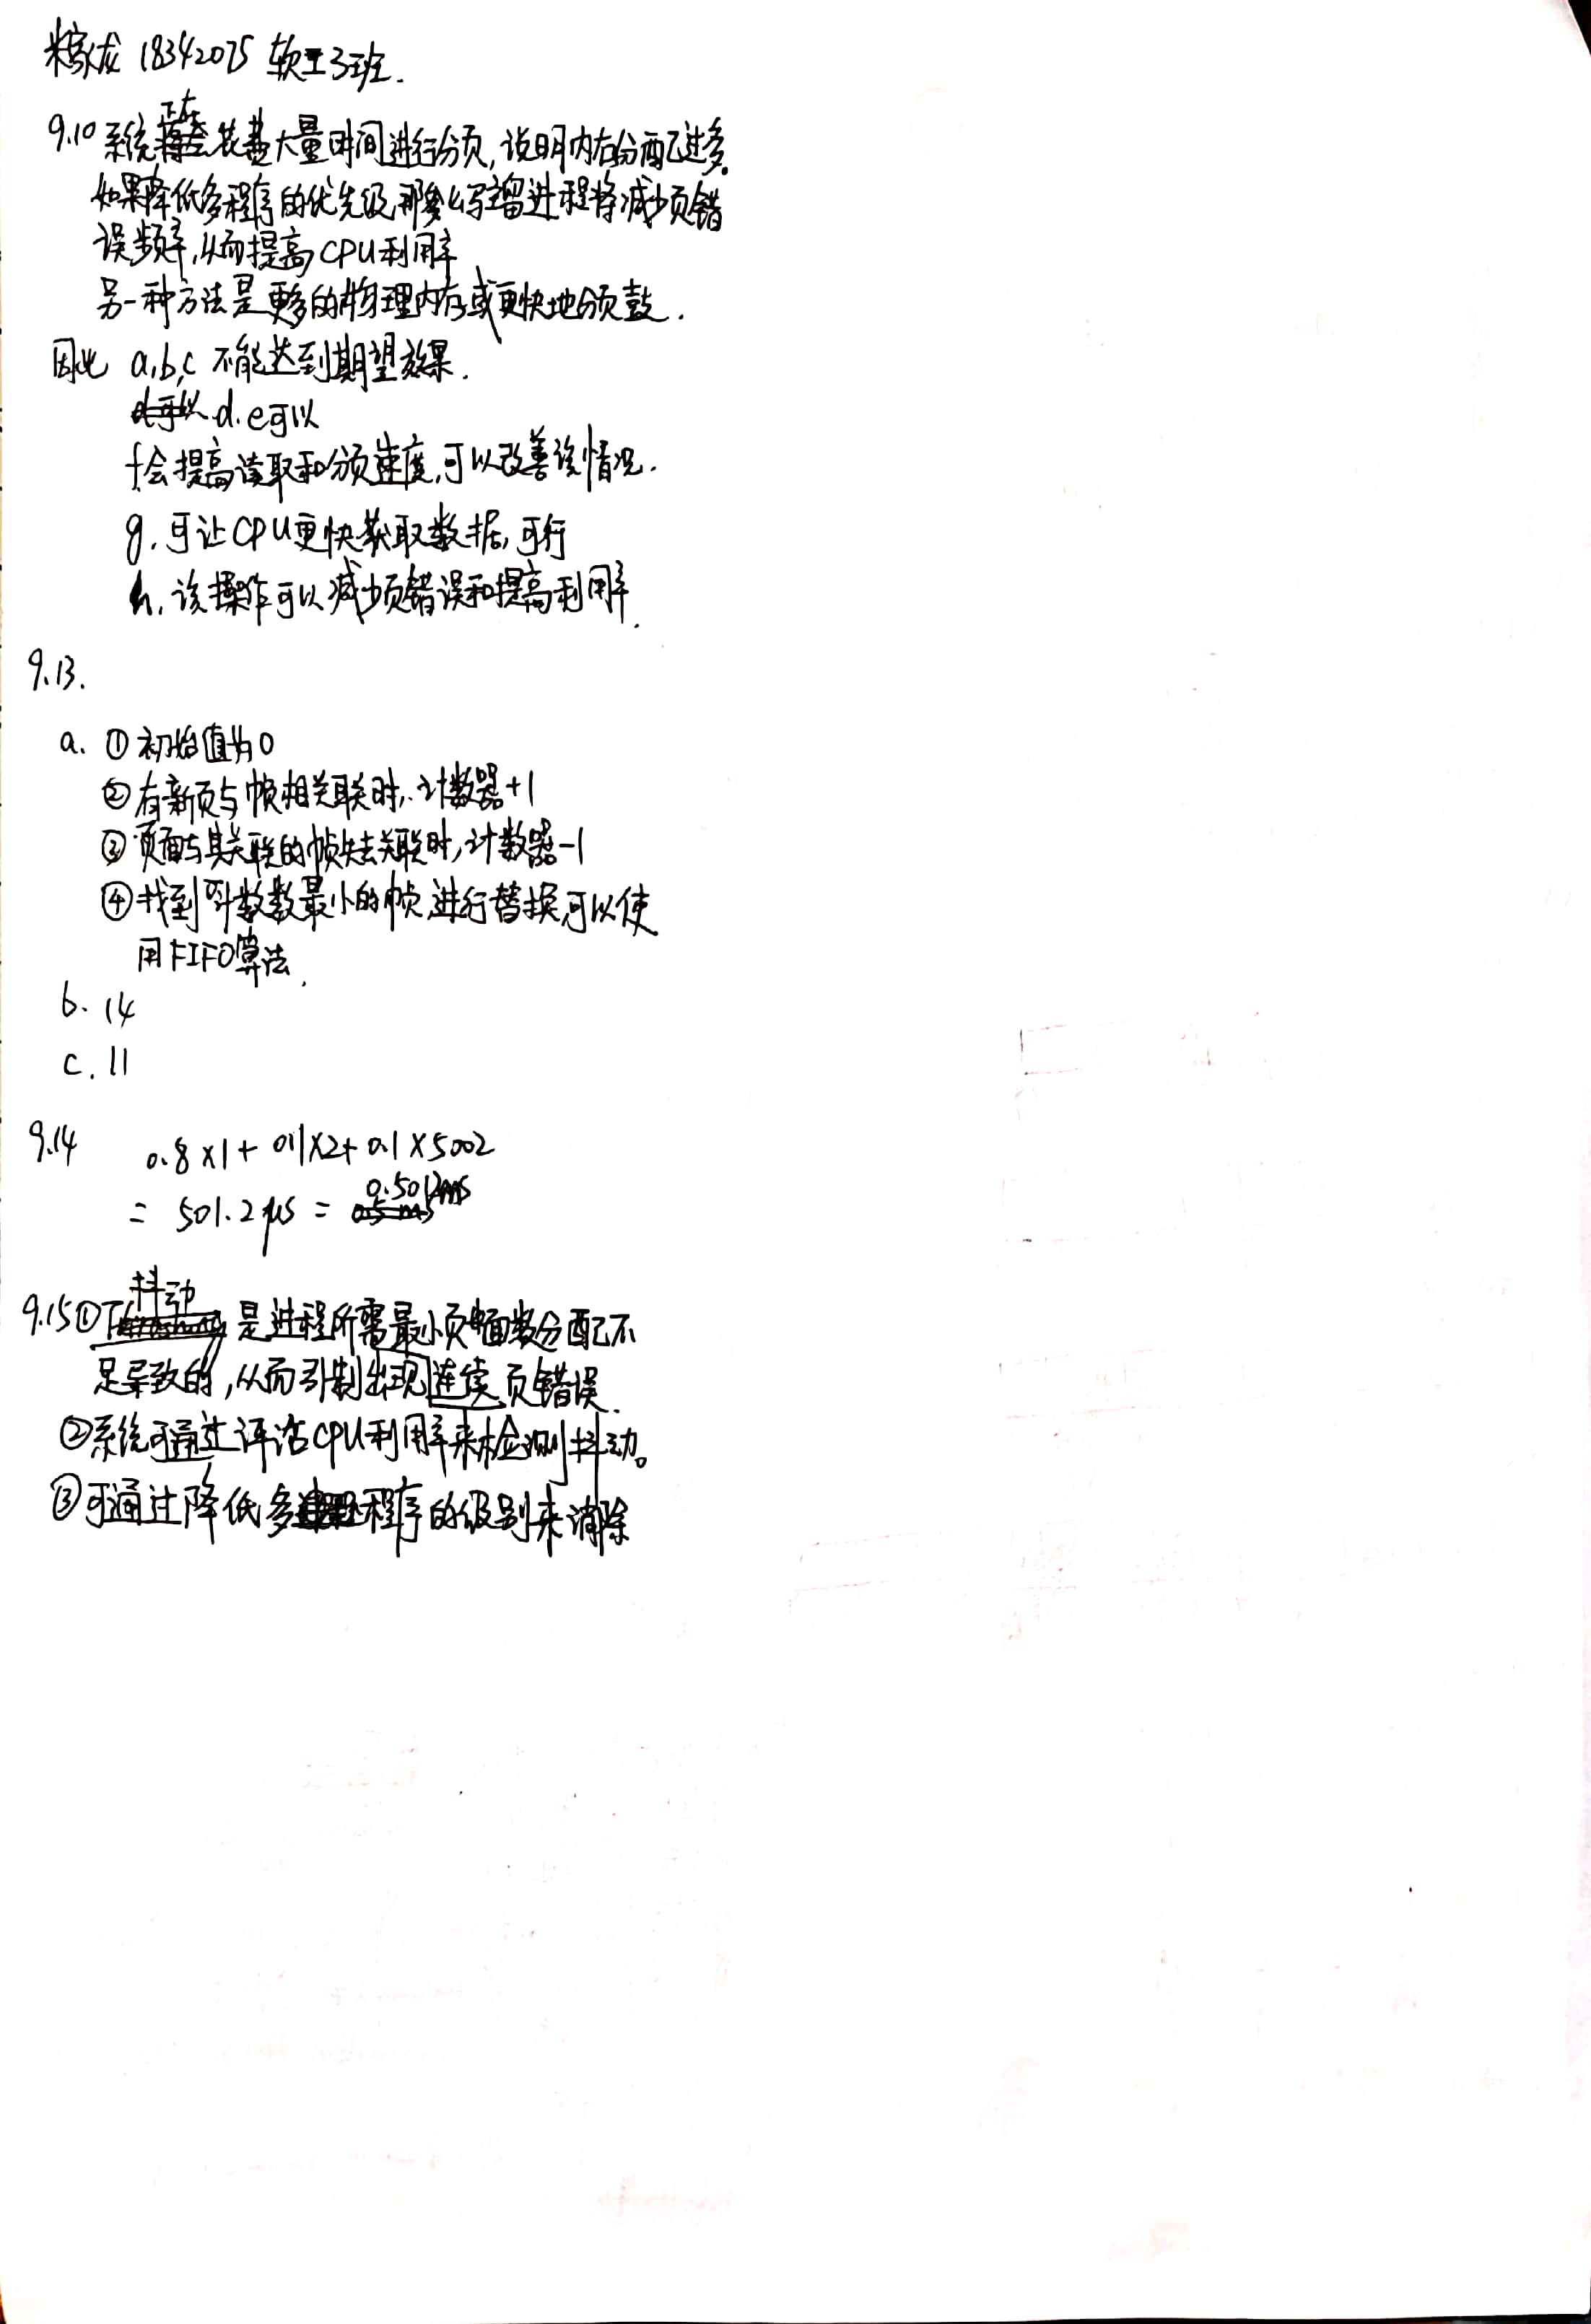 18342075 软工3班.
9.10 系统正在花费大量时间进行分页,说明内存分配过多.
如果降低多程序的优先级,那么驻留进程将减少页错
误频率,从而提高CPU利用率
另一种方法是更多的物理内存或更快地分页鼓.
因此 a,b,c 不能达到期望效果.
d.e可以
f会提高读取和分页速度,可以改善该情况.
g.可让CPU更快获取数据,可行
h.该操作可以减少页错误和提高利用率.
9.13.
a. ①初始值为0
②有新页与帧相关联时,计数器+1
③页面与其关联的帧失去关联时,计数器-1
④找到计数数最小的帧进行替换,可以使
用FIFO算法.
b. 14
c. 11
9.14 0.8×1+0.1×2+0.1×5002
= 501.2μs = 0.5012ms
9.15①抖动是进程所需最小页面数分配不
足导致的,从而引制出现连续页错误.
②系统可通过评估CPU利用率来检测抖动。
③可通过降低多程序的级别来消除